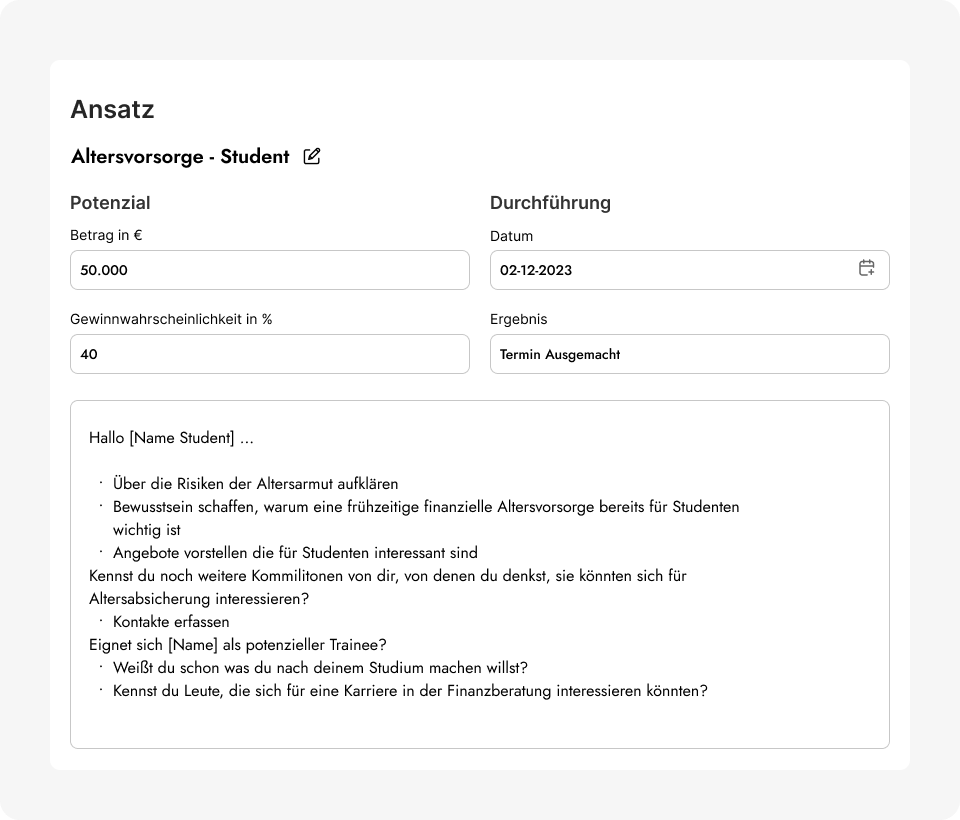 Ansatz
Altersvorsorge - Student
Potenzial
Durchführung
Betrag in €
Datum
50.000
02-12-2023
Gewinnwahrscheinlichkeit in %
Ergebnis
40
Termin Ausgemacht
Hallo [Name Student] ...
· Über die Risiken der Altersarmut aufklären
· Bewusstsein schaffen, warum eine frühzeitige finanzielle Altersvorsorge bereits für Studenten
wichtig ist
· Angebote vorstellen die für Studenten interessant sind
Kennst du noch weitere Kommilitonen von dir, von denen du denkst, sie könnten sich für
Altersabsicherung interessieren?
· Kontakte erfassen
Eignet sich [Name] als potenzieller Trainee?
· Weißt du schon was du nach deinem Studium machen willst?
· Kennst du Leute, die sich für eine Karriere in der Finanzberatung interessieren könnten?